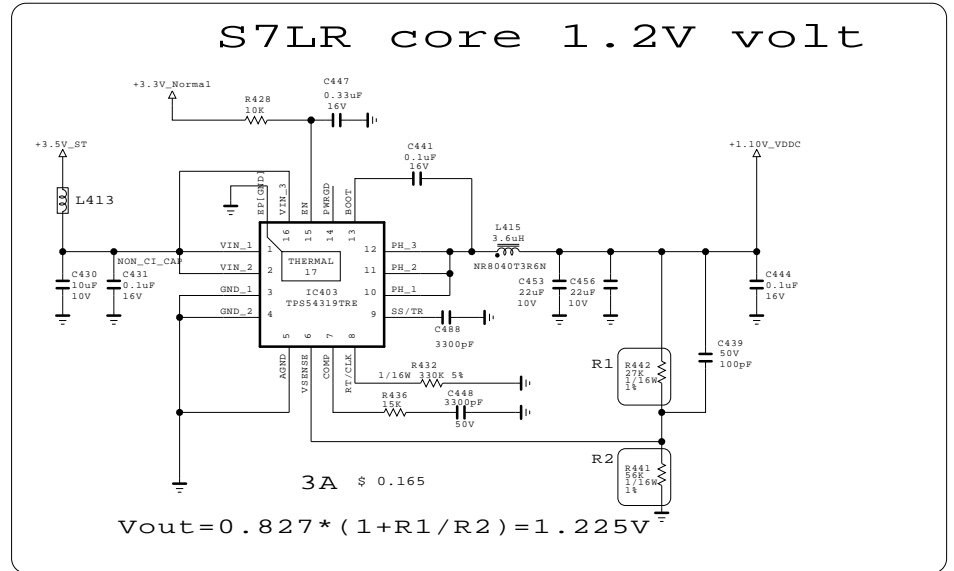 S7LR core 1.2V volt
+3.3V_Normal
R428
10K
C447
0.33uF
16V
+3.5V_ST
L413
C441
0.1uF
16V
+1.10V_VDDC
EP[GND]
VIN_3
EN
PWRGD
BOOT
16
15
14
13
L415
3.6uH
NR8040T3R6N
VIN_1
1
VIN_2
2
GND_1
3
GND_2
4
THERMAL
17
IC403
TPS54319TRE
12
PH_3
11
PH_2
10
PH_1
9
SS/TR
NON_CI_CAP
C430
10uF
10V
C431
0.1uF
16V
C453
22uF
10V
C456
22uF
10V
C444
0.1uF
16V
C488
3300pF
5
6
7
8
AGND
VSENSE
COMP
RT/CLK
R432
1/16W 330K 5%
R436
15K
C448
3300pF
50V
C439
50V
100pF
R1
R442
27K
1/16W
1%
R2
R441
56K
1/16W
1%
3A $ 0.165
Vout=0.827*(1+R1/R2)=1.225V